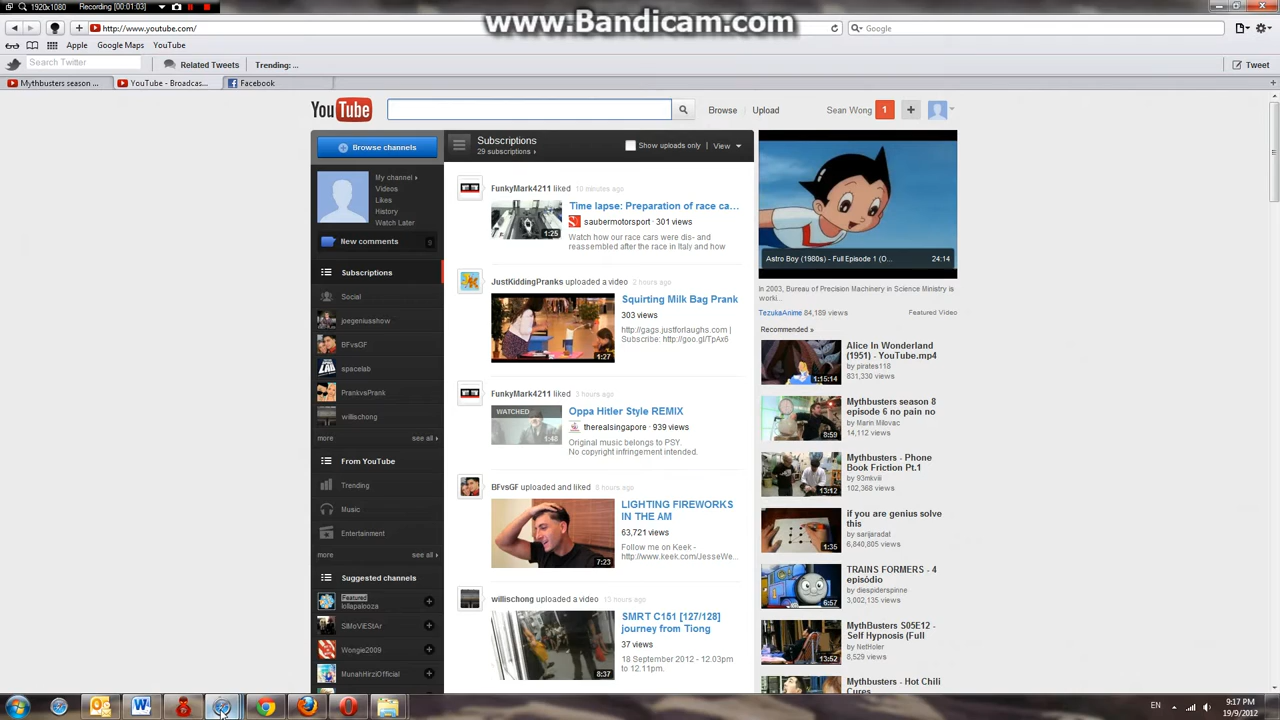 1920x1080 Recording [00:01:03]
www.Bandicam.com
http://www.youtube.com/
Google
Apple Google Maps YouTube
Search Twitter Related Tweets Trending: ... Tweet
Mythbusters season ... YouTube - Broadcas... Facebook
YouTube Browse Upload Sean Wong 1
Browse channels
My channel
Videos
Likes
History
Watch Later
New comments 0
Subscriptions
Social
joegeniusshow
BFvsGF
spacelab
PrankvsPrank
willischong
more see all
From YouTube
Trending
Music
Entertainment
more see all
Suggested channels
Featured
lollapalooza
SIMoViEStAr
Wongie2009
MunahHirziOfficial
Subscriptions
29 subscriptions
Show uploads only View
FunkyMark4211 liked 10 minutes ago
1:25
Time lapse: Preparation of race ca...
saubermotorsport · 301 views
Watch how our race cars were dis- and
reassembled after the race in Italy and how
JustKiddingPranks uploaded a video 2 hours ago
1:27
Squirting Milk Bag Prank
303 views
http://gags.justforlaughs.com |
Subscribe: http://goo.gl/TpAx6
FunkyMark4211 liked 3 hours ago
WATCHED
1:48
Oppa Hitler Style REMIX
therealsingapore · 939 views
Original music belongs to PSY.
No copyright infringement intended.
BFvsGF uploaded and liked 8 hours ago
7:23
LIGHTING FIREWORKS
IN THE AM
63,721 views
Follow me on Keek -
http://www.keek.com/JesseWe...
willischong uploaded a video 13 hours ago
8:37
SMRT C151 [127/128]
journey from Tiong
37 views
18 September 2012 - 12.03pm
to 12.11pm.
Astro Boy (1980s) - Full Episode 1 (O... 24:14
In 2003, Bureau of Precision Machinery in Science Ministry is
worki...
TezukaAnime 84,189 views Featured Video
Recommended »
1:15:14
Alice In Wonderland
(1951) - YouTube.mp4
by pirates118
831,330 views
8:59
Mythbusters season 8
episode 6 no pain no
by Marin Milovac
14,112 views
13:12
Mythbusters - Phone
Book Friction Pt.1
by 93mkviii
102,368 views
1:35
if you are genius solve
this
by sarijaradat
6,840,805 views
6:57
TRAINS FORMERS - 4
episódio
by diespiderspinne
3,002,135 views
13:52
MythBusters S05E12 -
Self Hypnosis (Full
by NetHoler
8,529 views
Mythbusters - Hot Chili
Cures
EN 9:17 PM
19/9/2012